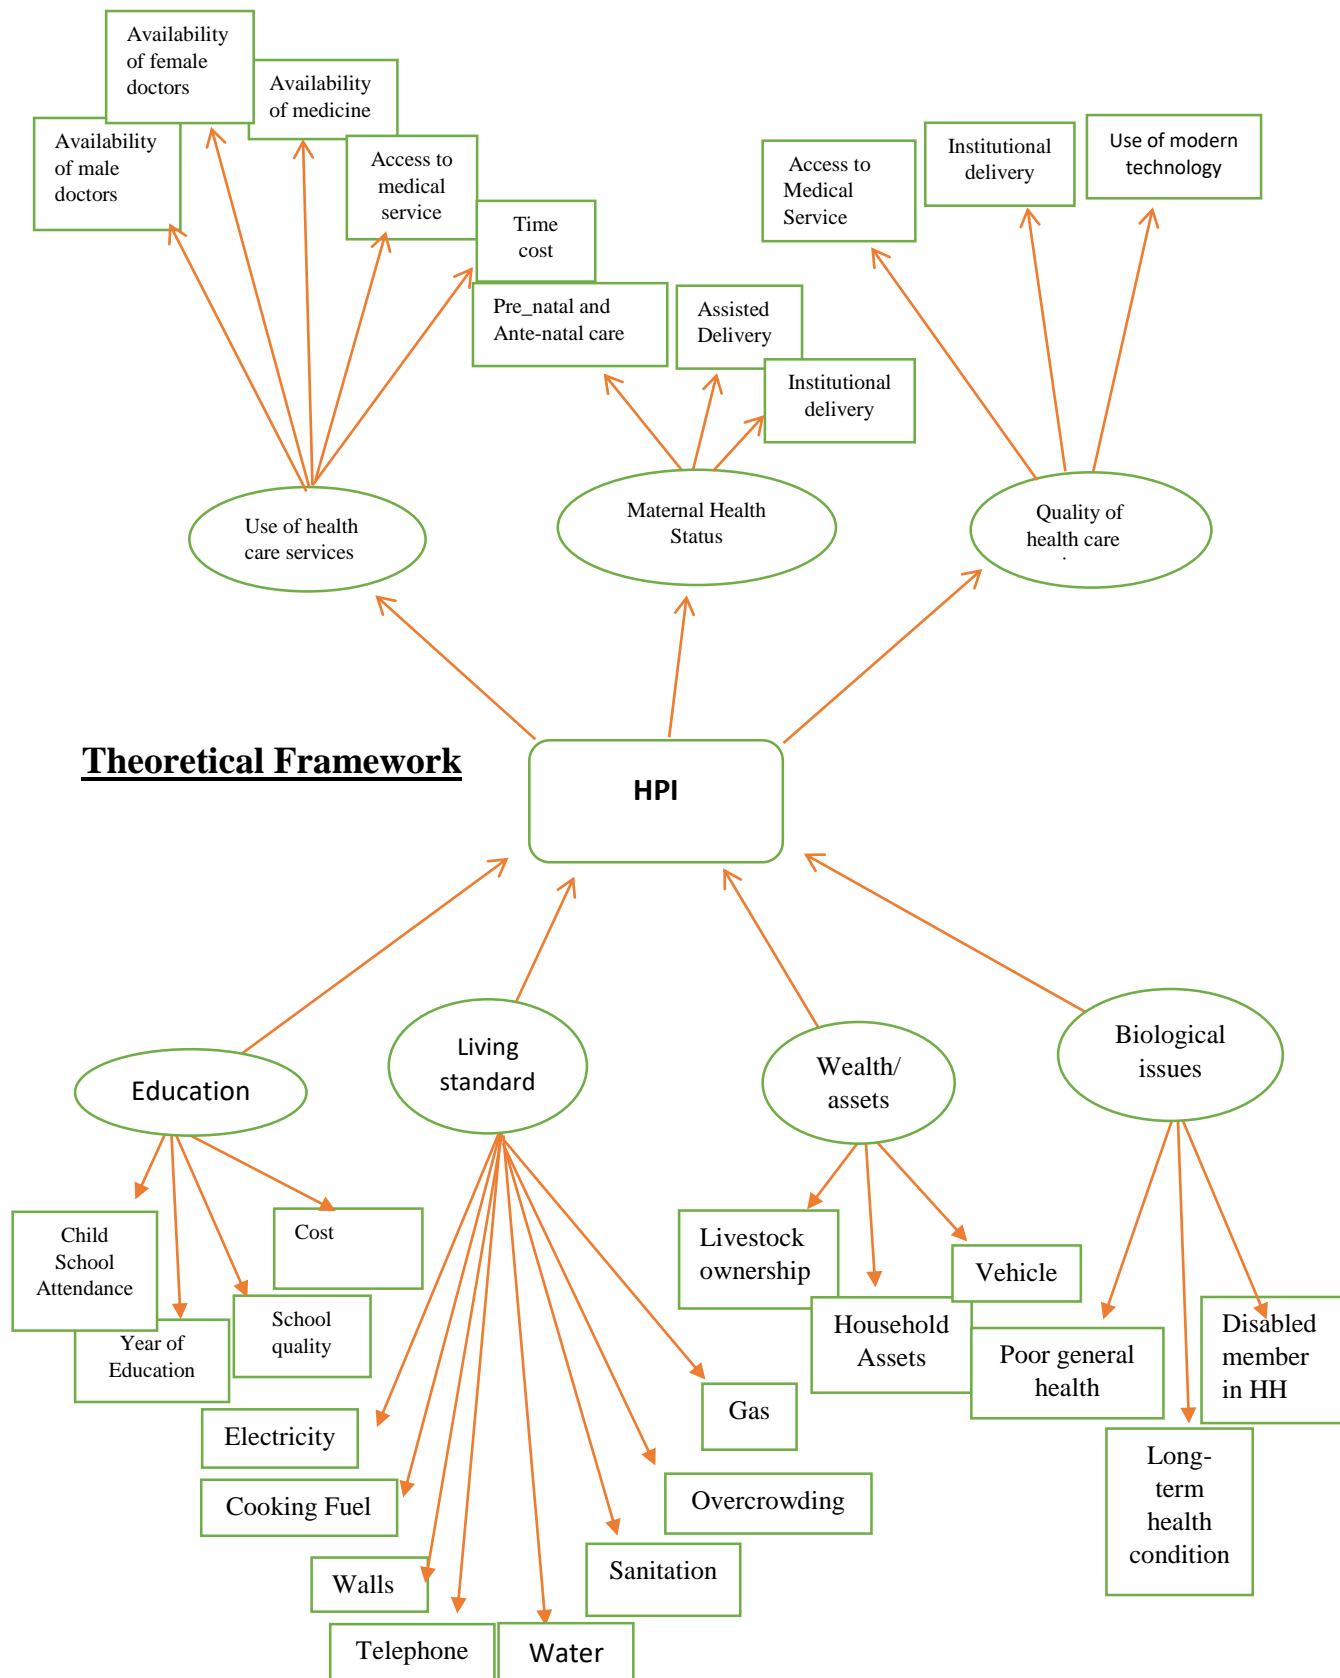 Availability
of female
doctors
Availability
of medicine
Availability
of male
doctors
Access to
medical
service
Time
cost
Pre_natal and
Ante-natal care
Assisted
Delivery
Institutional
delivery
Access to
Medical
Service
Institutional
delivery
Use of modern
technology
Use of health
care services
Maternal Health
Status
Quality of
health care
Theoretical Framework
HPI
Education
Living
standard
Wealth/
assets
Biological
issues
Child
School
Attendance
Year of
Education
School
quality
Cost
Electricity
Cooking Fuel
Walls
Telephone
Water
Sanitation
Overcrowding
Gas
Livestock
ownership
Household
Assets
Vehicle
Poor general
health
Long-
term
health
condition
Disabled
member
in HH